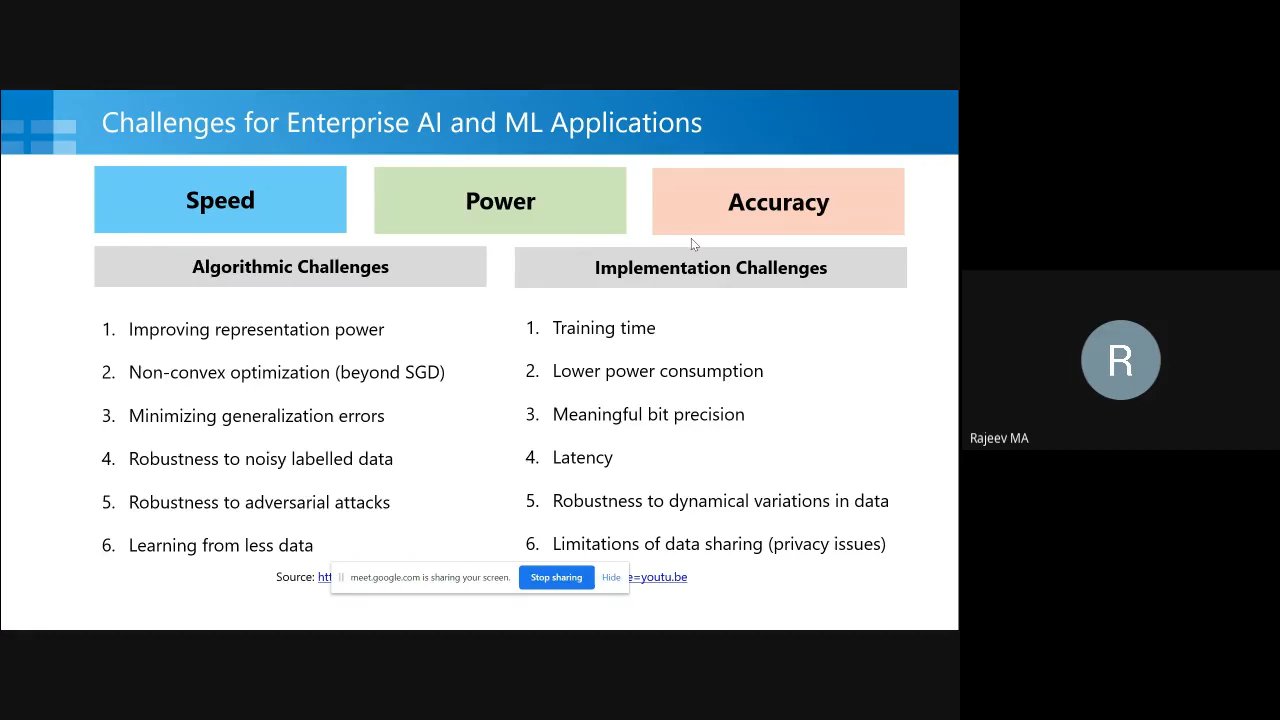 Challenges for Enterprise AI and ML Applications
Speed
Power
Accuracy
Algorithmic Challenges
1. Improving representation power
2. Non-convex optimization (beyond SGD)
3. Minimizing generalization errors
4. Robustness to noisy labelled data
5. Robustness to adversarial attacks
6. Learning from less data
Implementation Challenges
1. Training time
2. Lower power consumption
3. Meaningful bit precision
4. Latency
5. Robustness to dynamical variations in data
6. Limitations of data sharing (privacy issues)
Source: =youtu.be
meet.google.com is sharing your screen. Stop sharing Hide
R
Rajeev MA